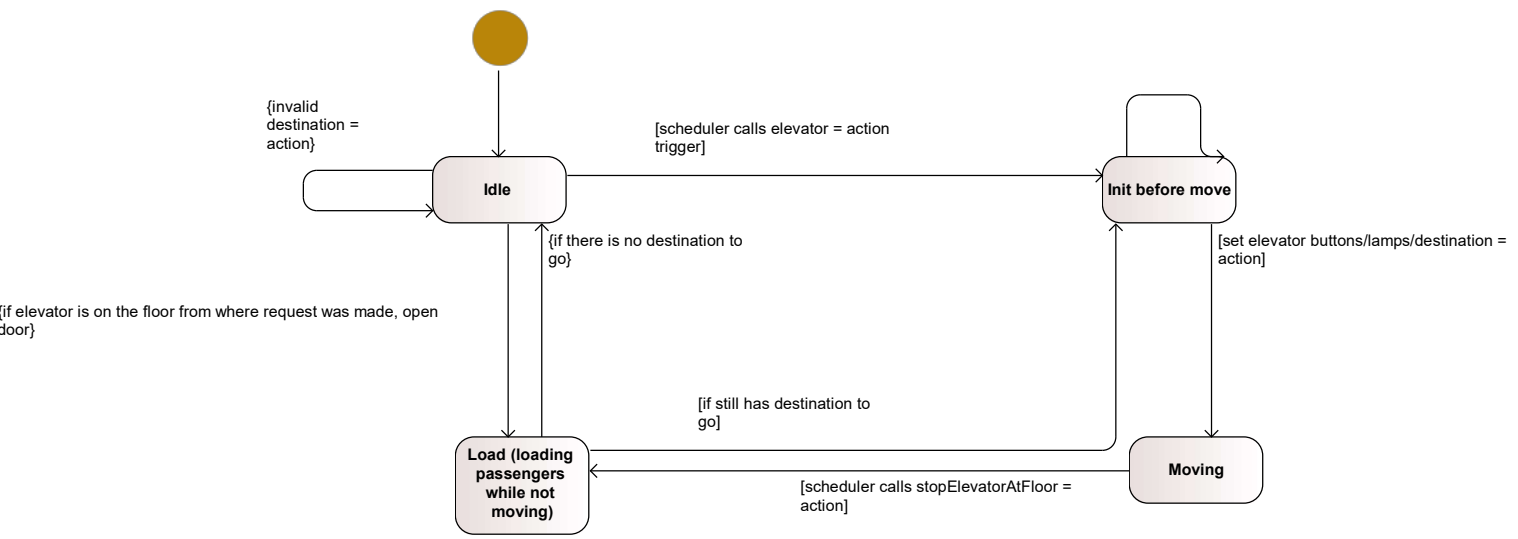 {invalid
destination =
action}
[scheduler calls elevator = action
trigger]
Idle
Init before move
{if there is no destination to
go}
[set elevator buttons/lamps/destination =
action]
{if elevator is on the floor from where request was made, open
door}
[if still has destination to
go]
Load (loading
passengers
while not
moving)
Moving
[scheduler calls stopElevatorAtFloor =
action]